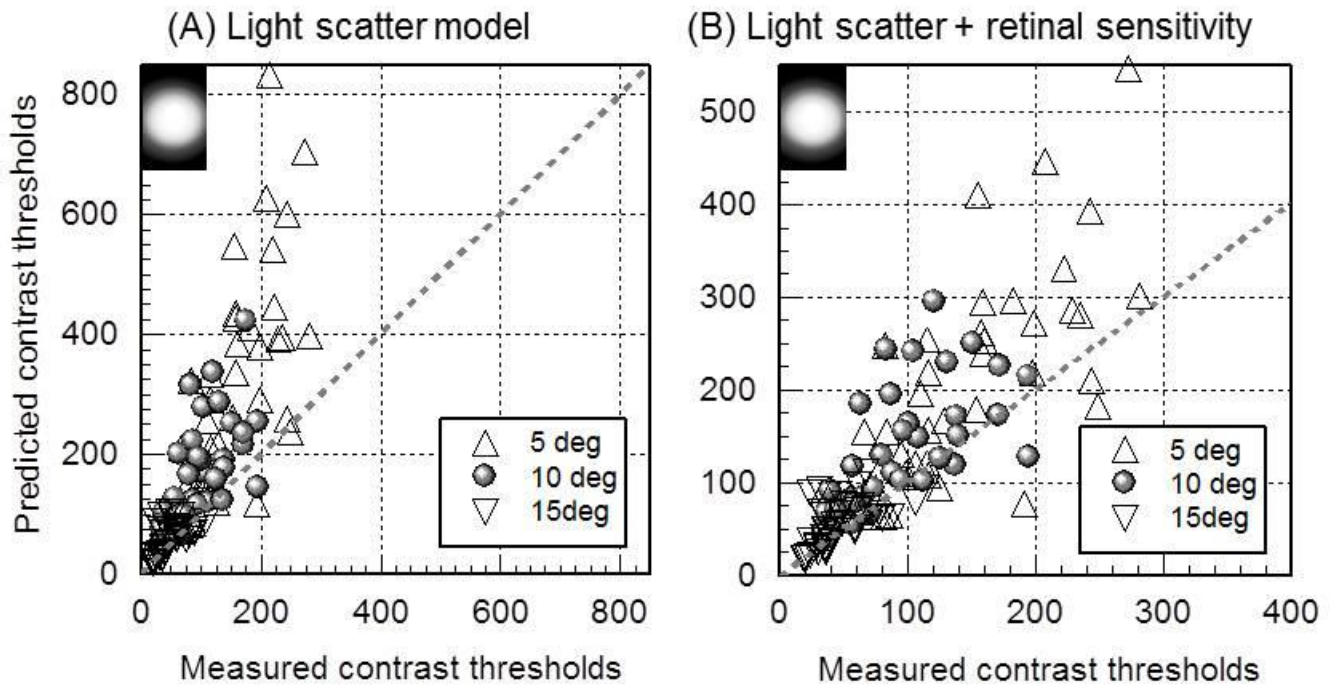 (A) Light scatter model
(B) Light scatter + retinal sensitivity
Predicted contrast thresholds
800
600
400
200
0
0 200 400 600 800
5 deg
10 deg
15deg
Measured contrast thresholds
500
400
300
200
100
0
0 100 200 300 400
5 deg
10 deg
15deg
Measured contrast thresholds